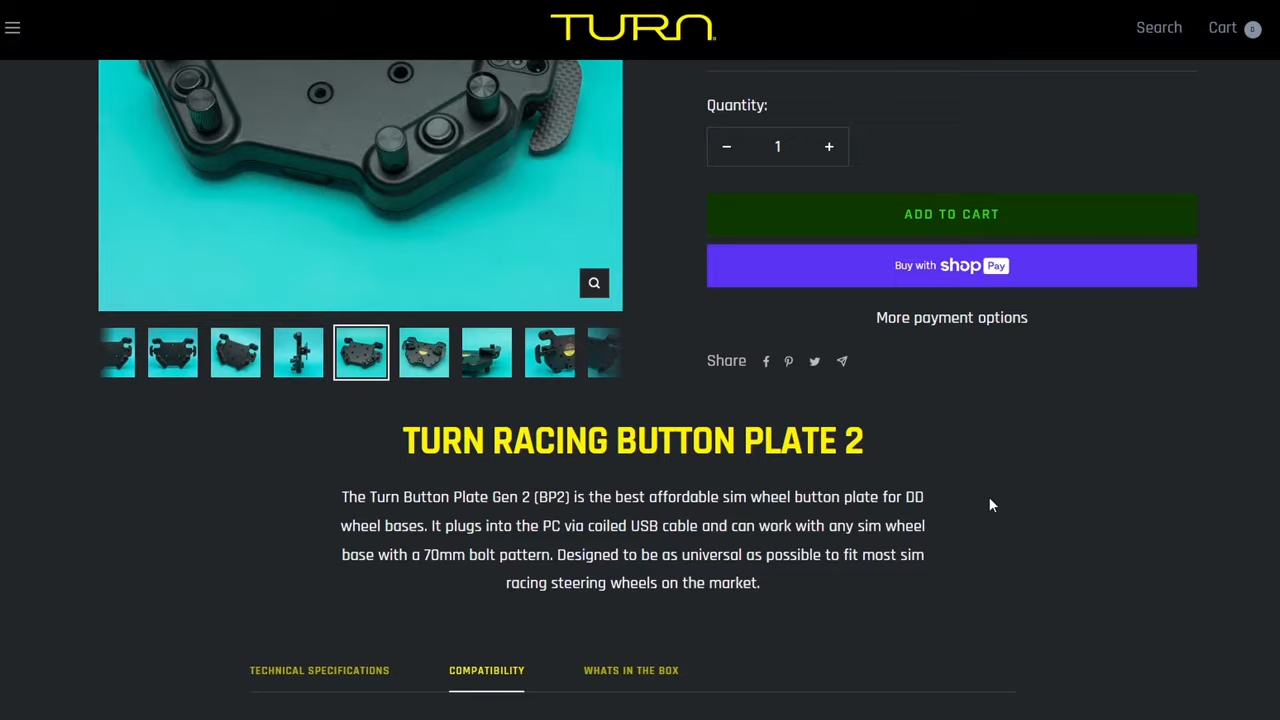 TURN
Search
Cart 0
Quantity:
− 1 +
ADD TO CART
Buy with shop Pay
More payment options
Share
TURN RACING BUTTON PLATE 2
The Turn Button Plate Gen 2 (BP2) is the best affordable sim wheel button plate for DD
wheel bases. It plugs into the PC via coiled USB cable and can work with any sim wheel
base with a 70mm bolt pattern. Designed to be as universal as possible to fit most sim
racing steering wheels on the market.
TECHNICAL SPECIFICATIONS
COMPATIBILITY
WHATS IN THE BOX